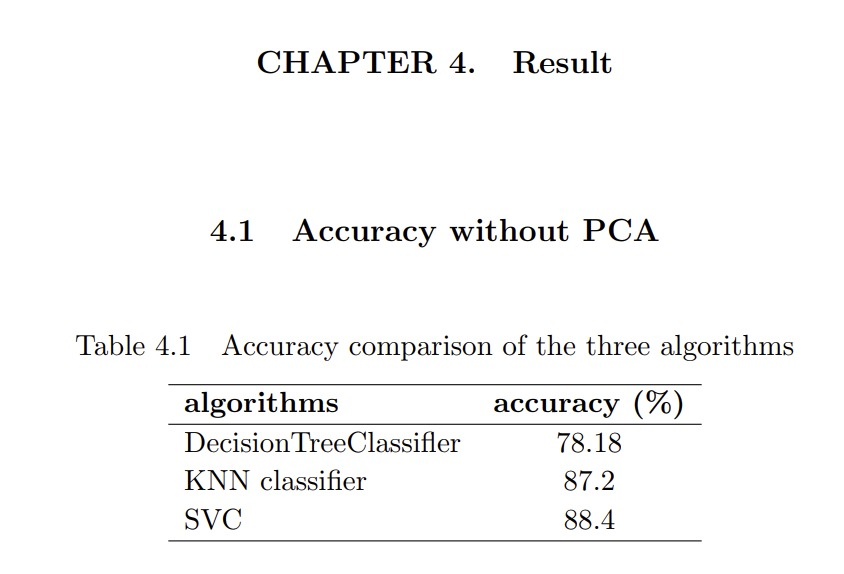 CHAPTER 4. Result
4.1 Accuracy without PCA
Table 4.1 Accuracy comparison of the three algorithms
algorithms accuracy (%)
DecisionTreeClassifler 78.18
KNN classifier 87.2
SVC 88.4